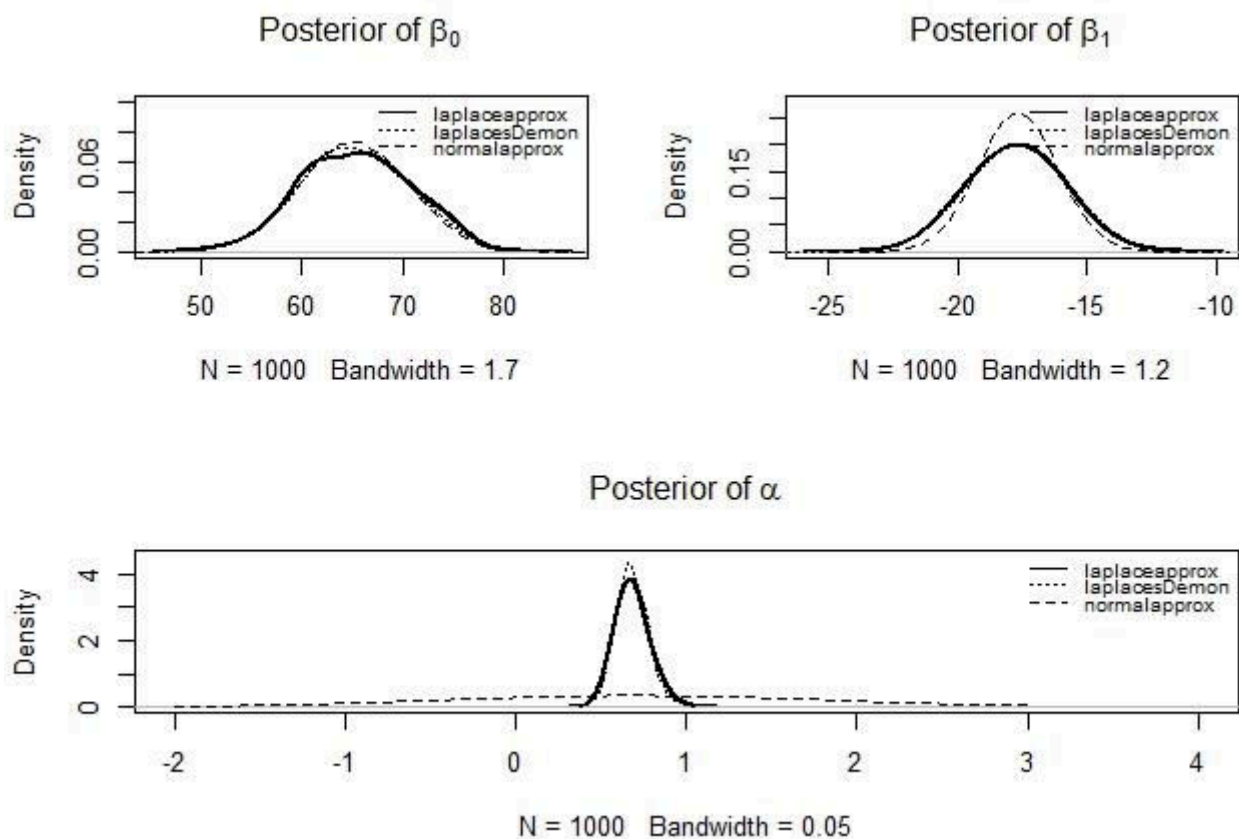 Posterior of β₀
Density
0.00 0.06
laplaceapprox
laplacesDemon
normalapprox
50 60 70 80
N = 1000 Bandwidth = 1.7
Posterior of β₁
Density
0.00 0.15
laplaceapprox
laplacesDemon
normalapprox
-25 -20 -15 -10
N = 1000 Bandwidth = 1.2
Posterior of α
Density
0 2 4
laplaceapprox
laplacesDemon
normalapprox
-2 -1 0 1 2 3 4
N = 1000 Bandwidth = 0.05